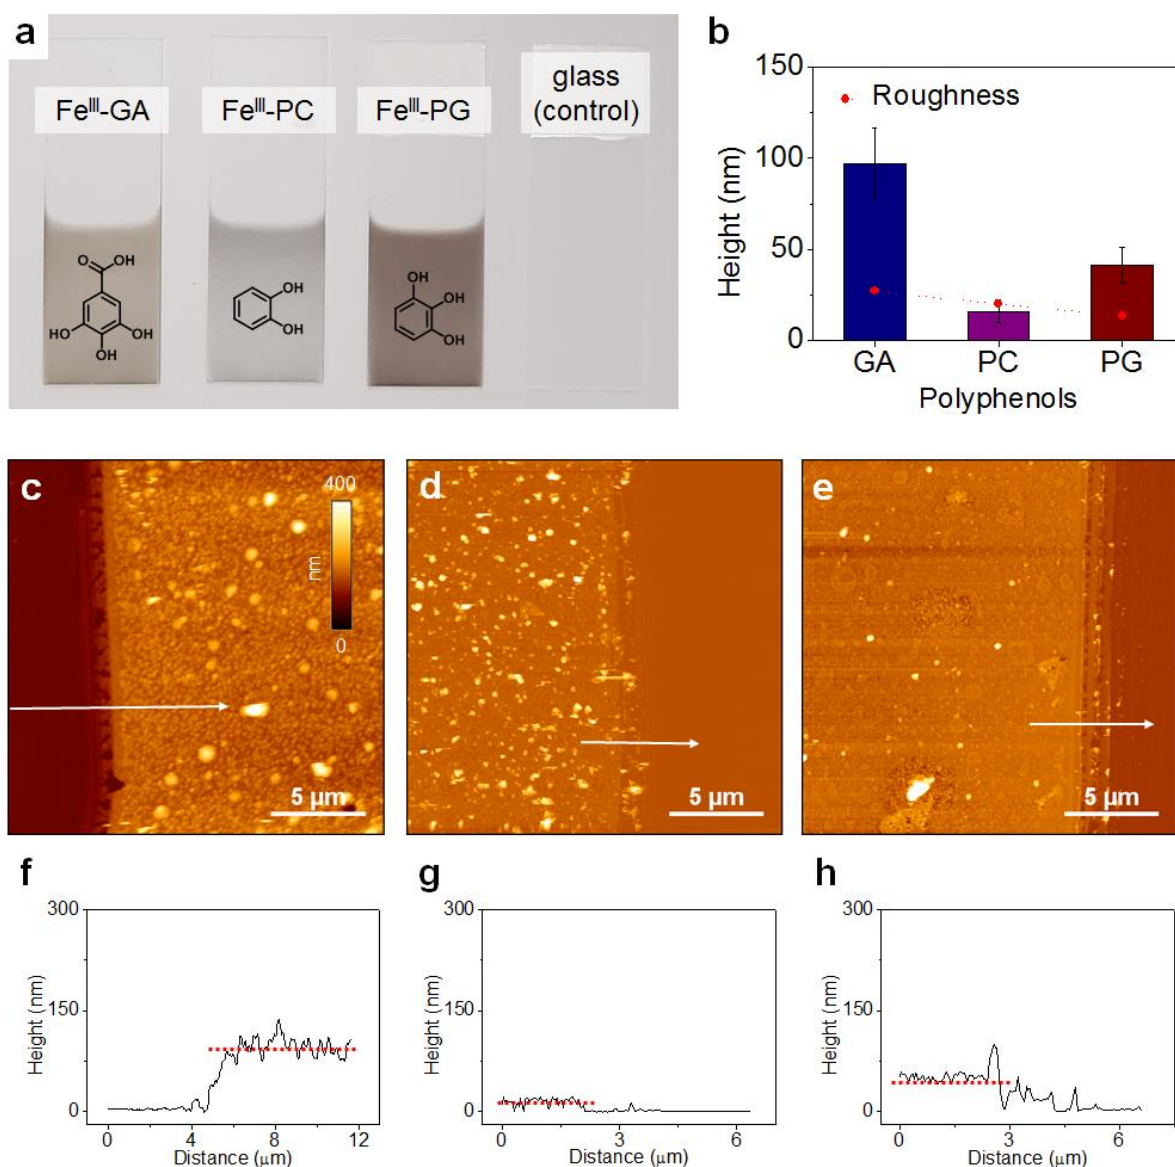 a
Fe^III-GA
Fe^III-PC
Fe^III-PG
glass
(control)
O
OH
HO
OH
OH
OH
OH
OH
OH
OH
b
150
100
50
0
Height (nm)
Roughness
GA
PC
PG
Polyphenols
c
400
nm
0
5 µm
d
5 µm
e
5 µm
f
300
150
0
Height (nm)
0
4
8
12
Distance (µm)
g
300
150
0
Height (nm)
0
3
6
Distance (µm)
h
300
150
0
Height (nm)
0
3
6
Distance (µm)